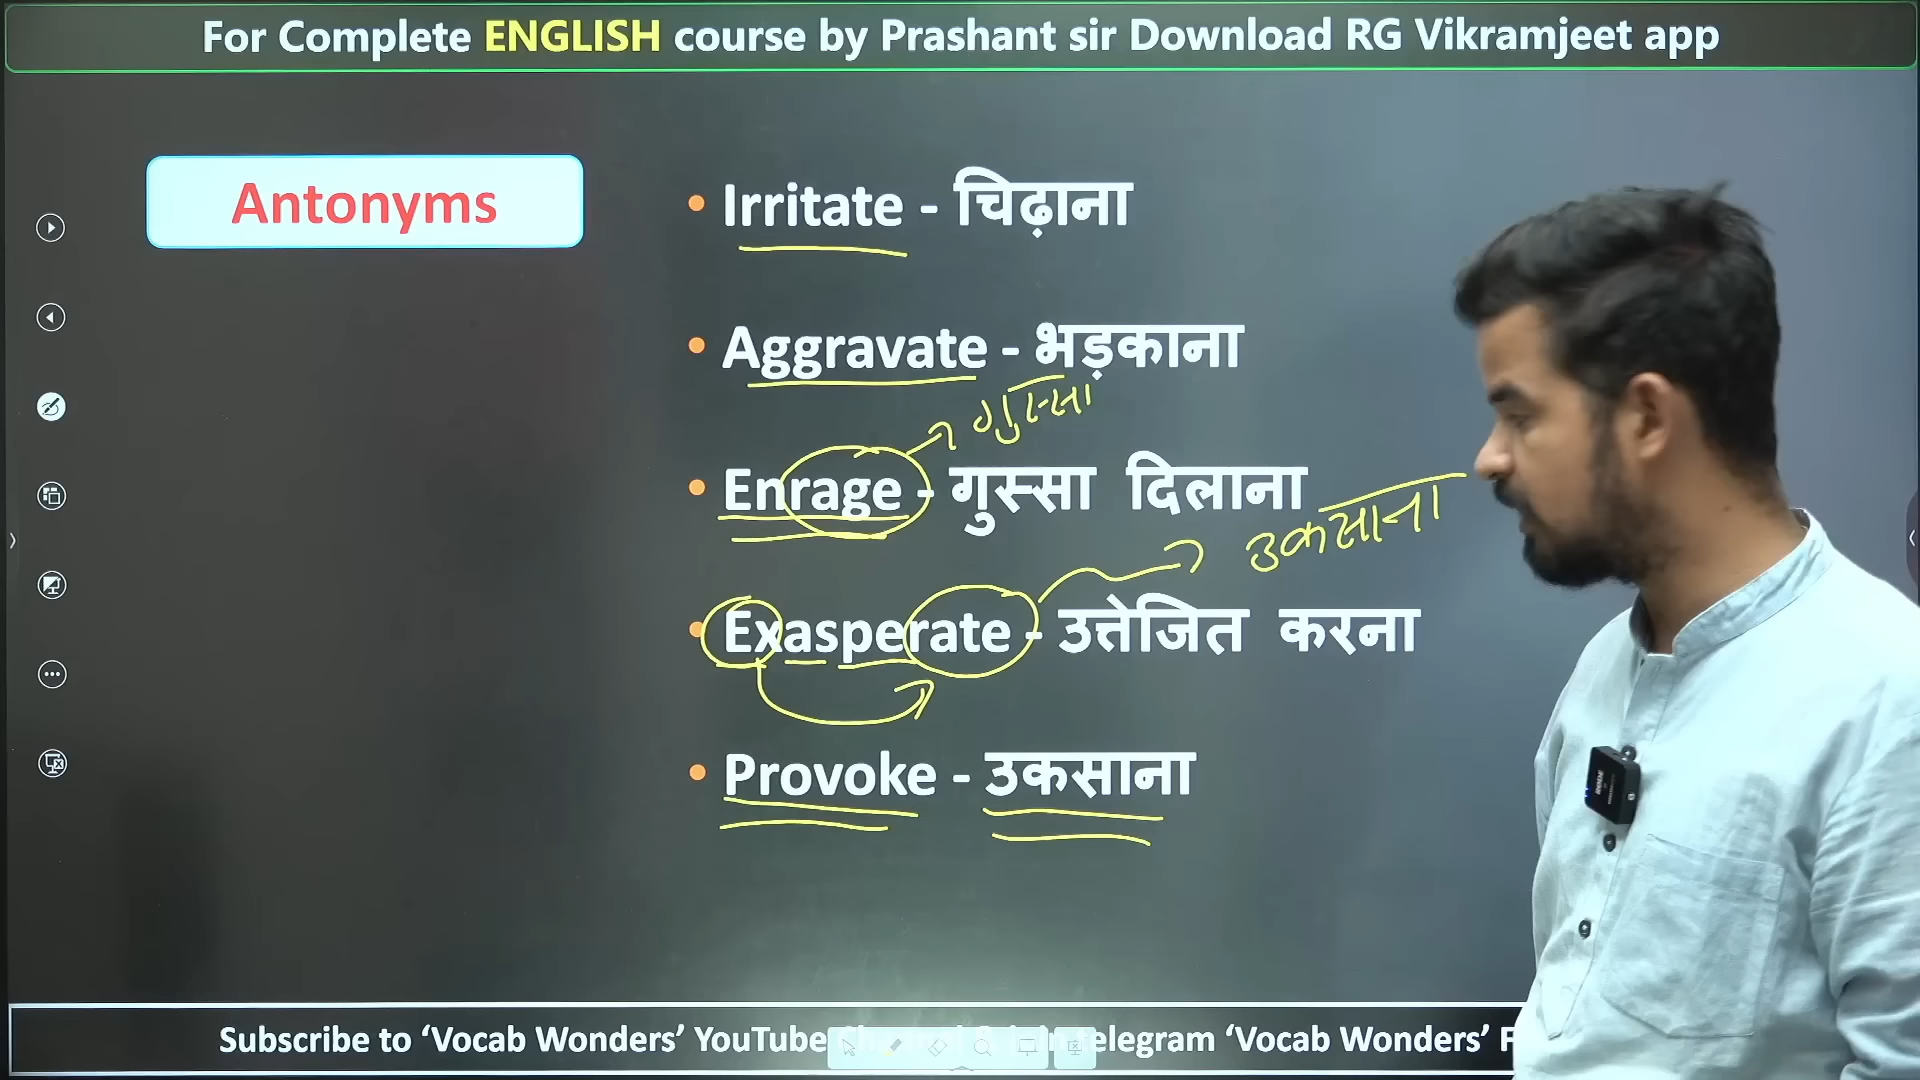 For Complete ENGLISH course by Prashant sir Download RG Vikramjeet app
Antonyms
• Irritate - चिढ़ाना
• Aggravate - भड़काना
गुस्सा
• Enrage - गुस्सा दिलाना
उकसाना
• Exasperate - उत्तेजित करना
• Provoke - उकसाना
Subscribe to ‘Vocab Wonders’ YouTube Telegram ‘Vocab Wonders’